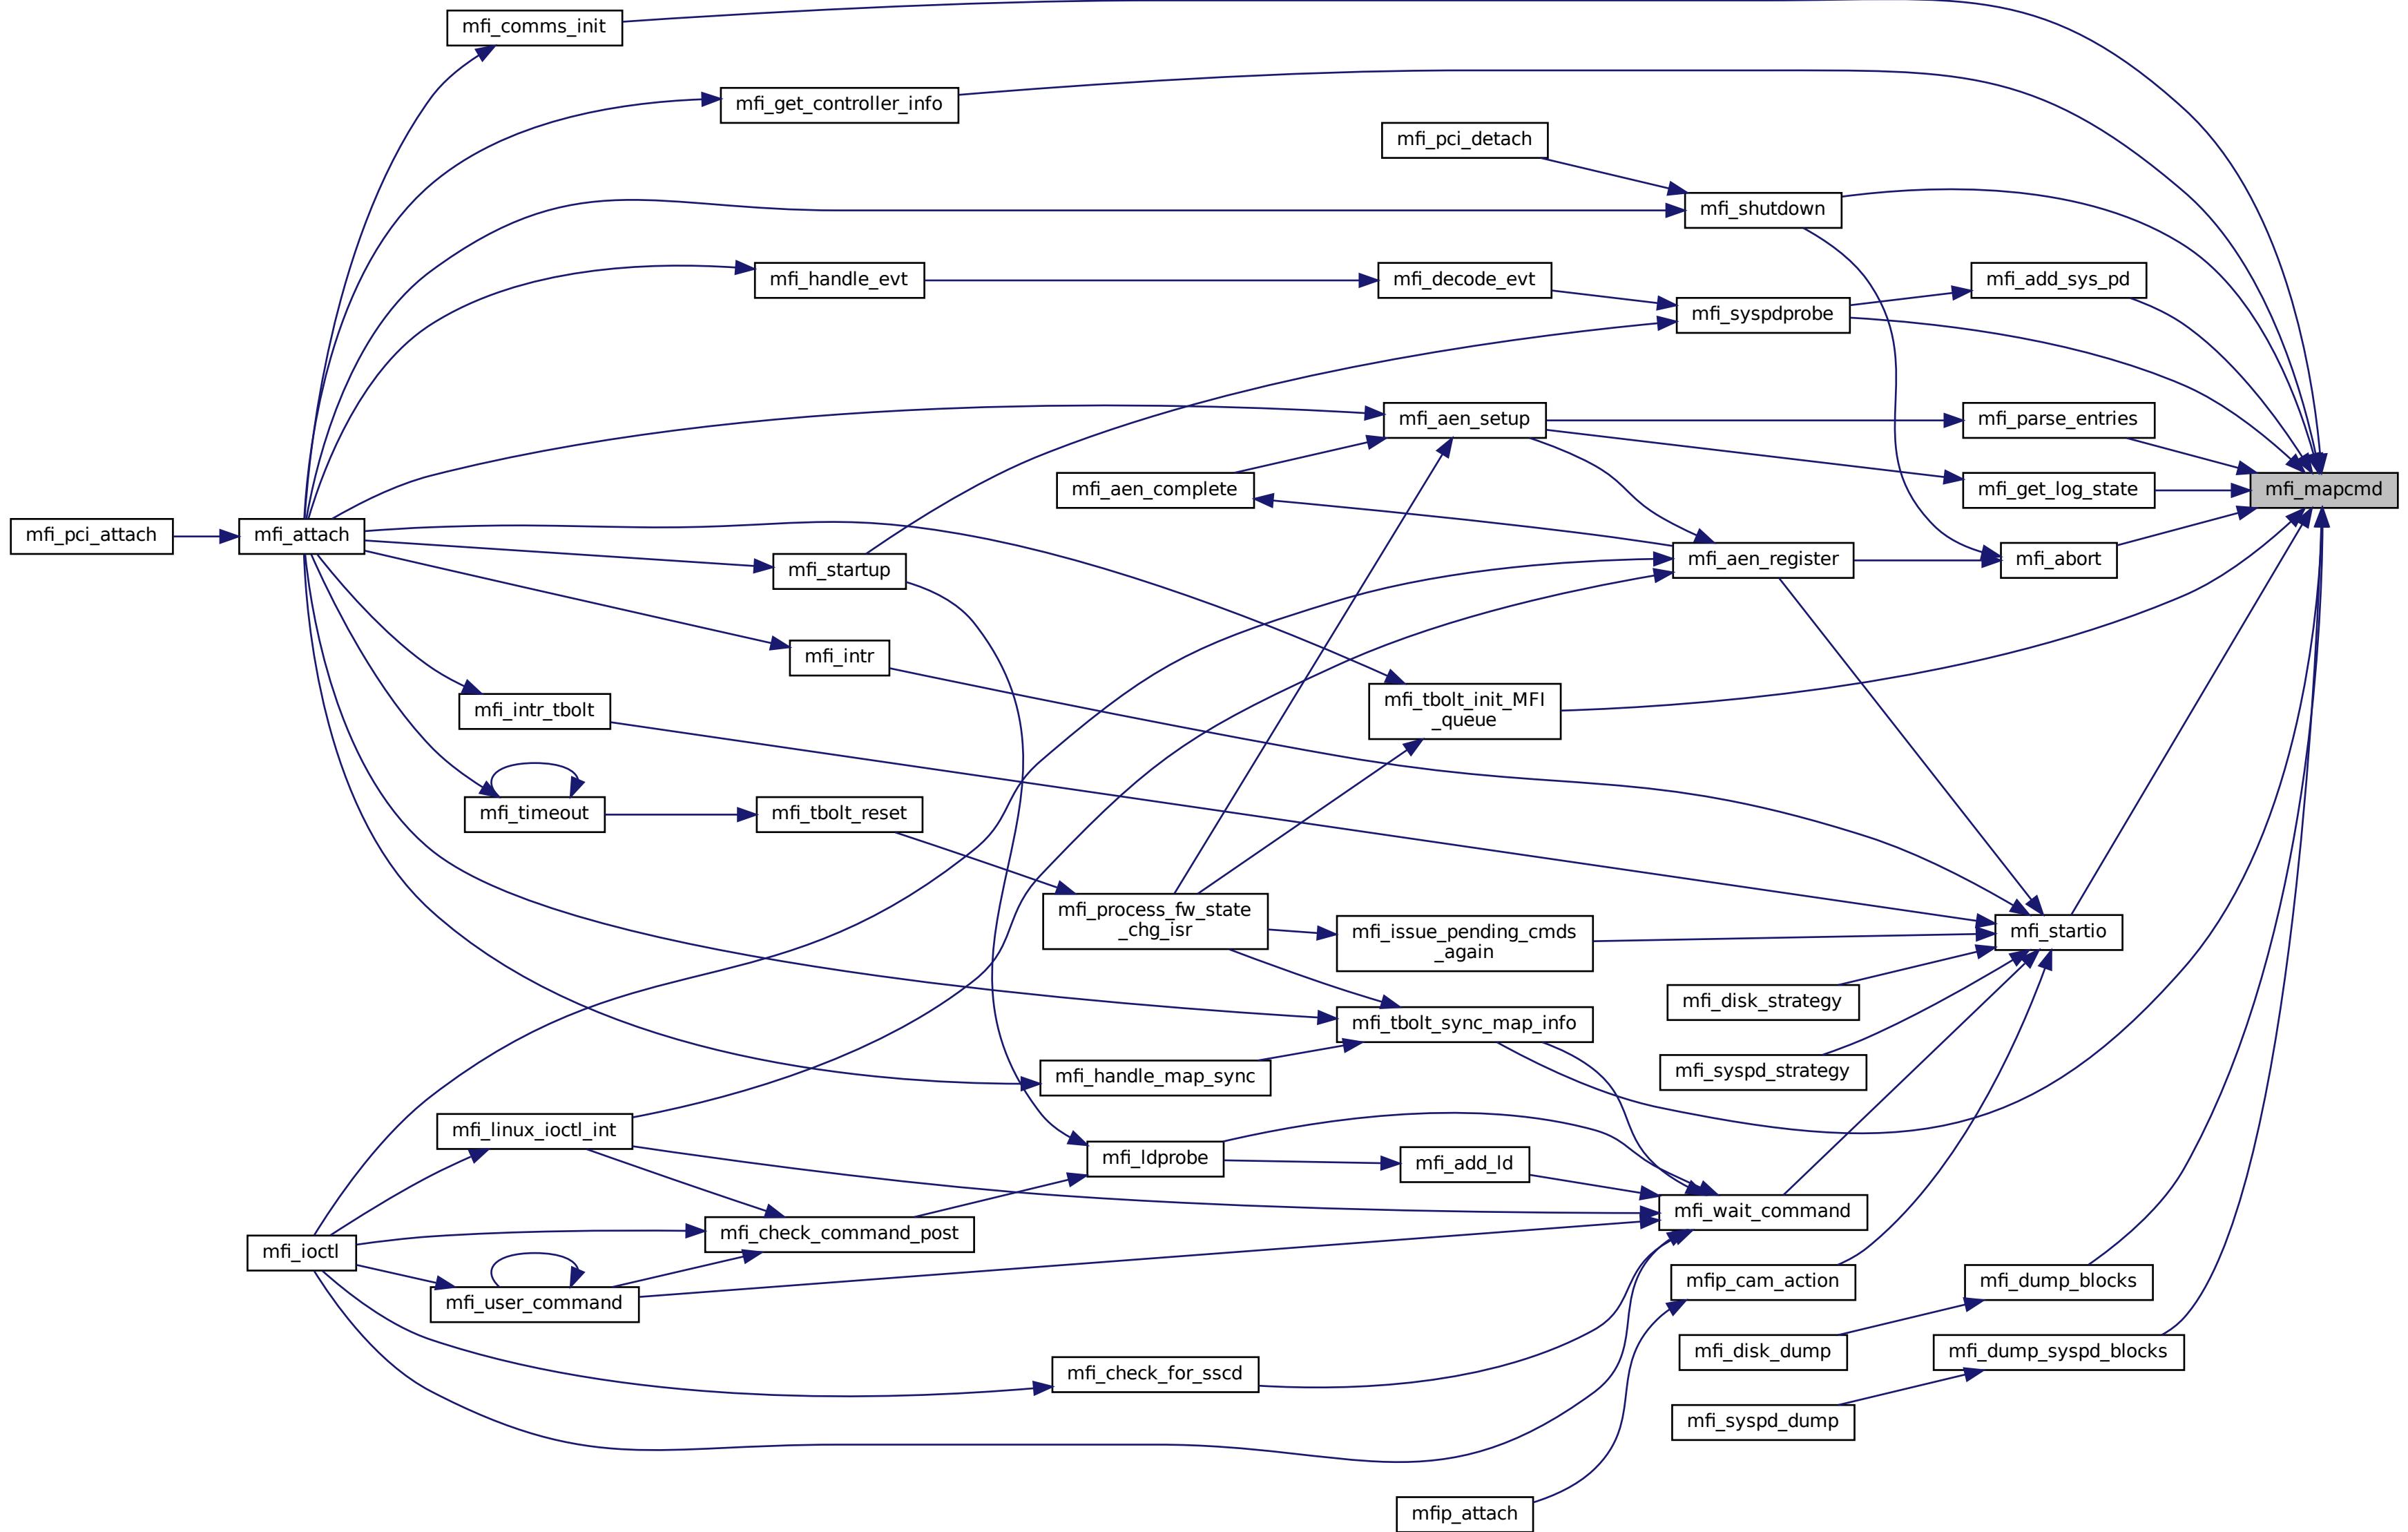 mfi_comms_init
mfi_get_controller_info
mfi_pci_detach
mfi_shutdown
mfi_handle_evt
mfi_decode_evt
mfi_add_sys_pd
mfi_syspdprobe
mfi_aen_setup
mfi_parse_entries
mfi_aen_complete
mfi_get_log_state
mfi_mapcmd
mfi_pci_attach
mfi_attach
mfi_startup
mfi_aen_register
mfi_abort
mfi_intr
mfi_intr_tbolt
mfi_tbolt_init_MFI
_queue
mfi_timeout
mfi_tbolt_reset
mfi_process_fw_state
_chg_isr
mfi_issue_pending_cmds
_again
mfi_startio
mfi_disk_strategy
mfi_tbolt_sync_map_info
mfi_handle_map_sync
mfi_syspd_strategy
mfi_linux_ioctl_int
mfi_ldprobe
mfi_add_ld
mfi_wait_command
mfi_check_command_post
mfi_ioctl
mfi_user_command
mfip_cam_action
mfi_dump_blocks
mfi_disk_dump
mfi_dump_syspd_blocks
mfi_check_for_sscd
mfi_syspd_dump
mfip_attach